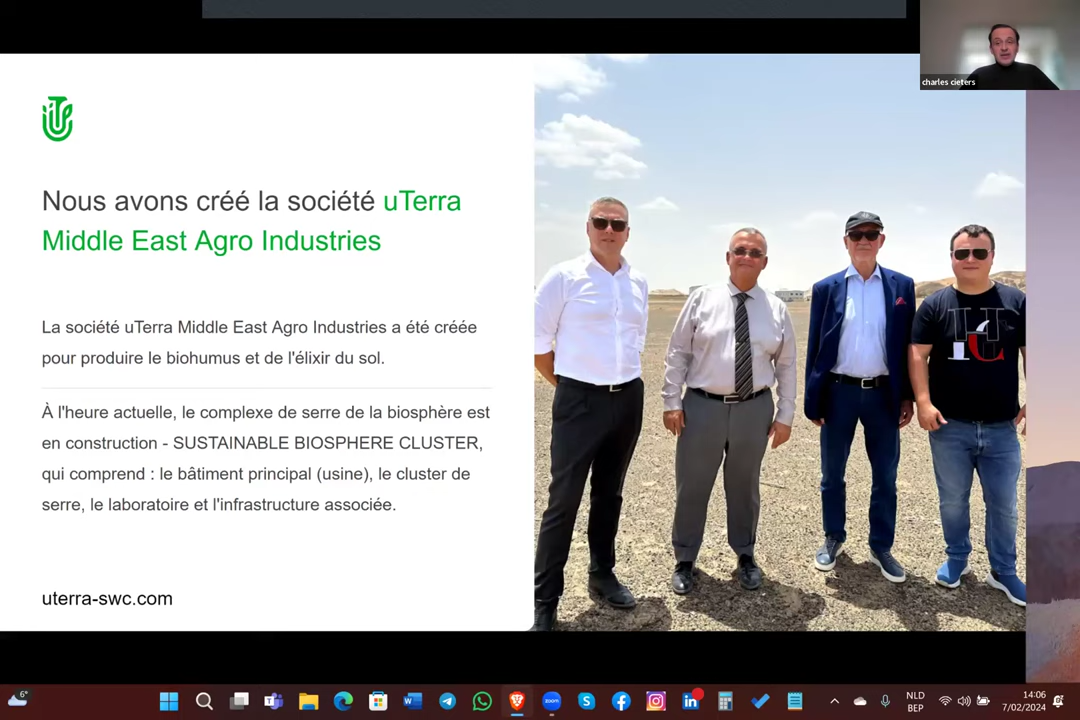 charles cieters
Nous avons créé la société uTerra
Middle East Agro Industries
La société uTerra Middle East Agro Industries a été créée
pour produire le biohumus et de l'élixir du sol.
À l'heure actuelle, le complexe de serre de la biosphère est
en construction - SUSTAINABLE BIOSPHERE CLUSTER,
qui comprend : le bâtiment principal (usine), le cluster de
serre, le laboratoire et l'infrastructure associée.
uterra-swc.com
6°
zoom
NLD
BEP
14:06
7/02/2024